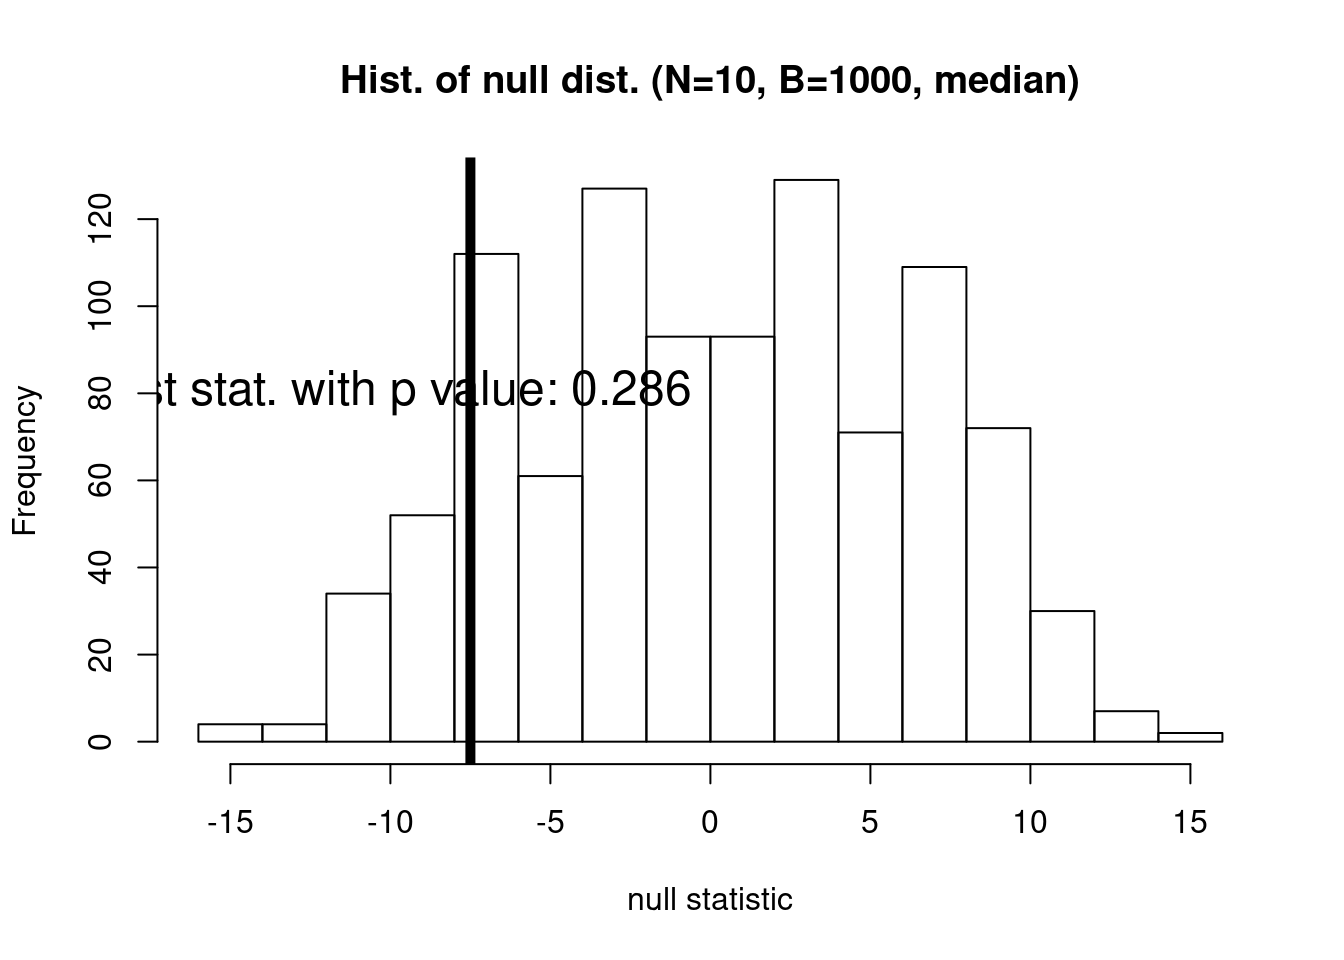 Hist. of null dist. (N=10, B=1000, median)
Frequency
120
100
80
60
40
20
0
st stat. with p value: 0.286
-15 -10 -5 0 5 10 15
null statistic